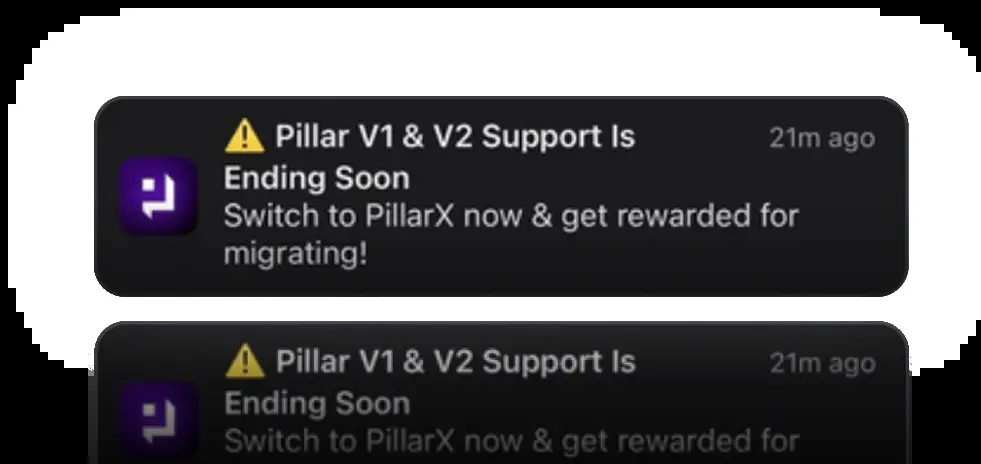 ⚠️ Pillar V1 & V2 Support Is 21m ago
Ending Soon
Switch to PillarX now & get rewarded for
migrating!
⚠️ Pillar V1 & V2 Support Is 21m ago
Ending Soon
Switch to PillarX now & get rewarded for